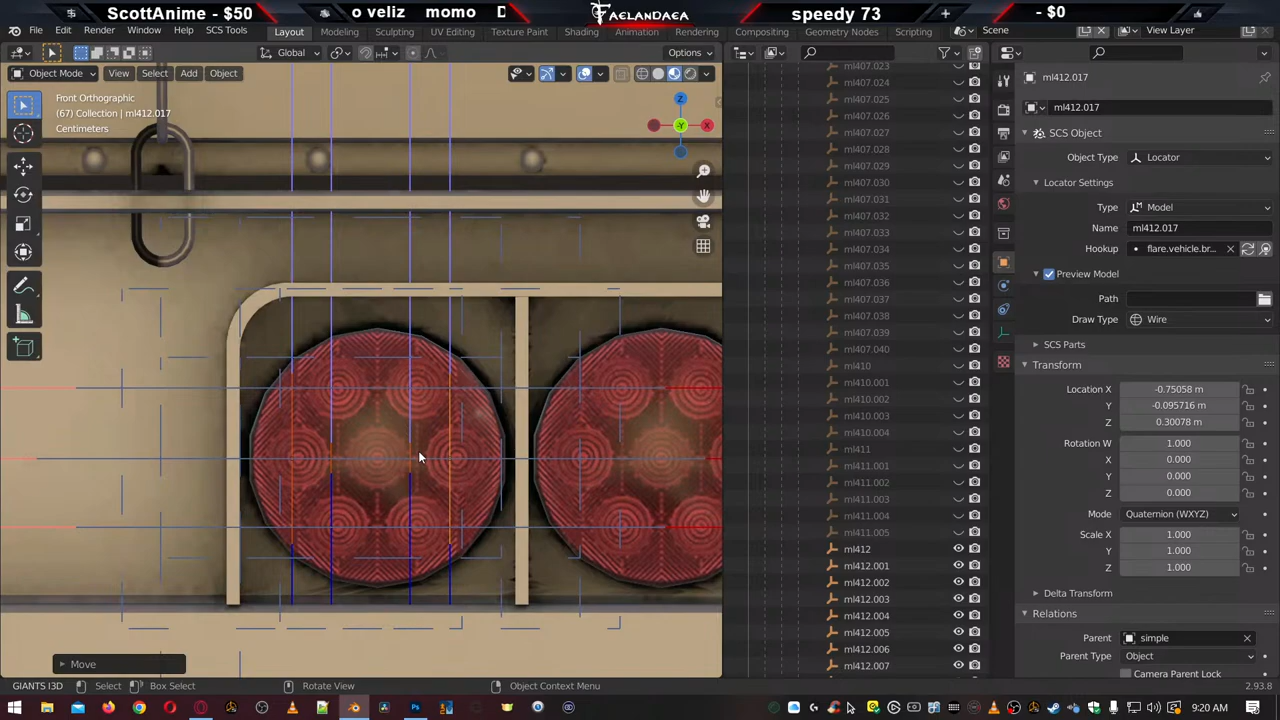 ScottAnime - $50
o veliz momo D
FAELANDAEA
speedy 73
- $0
File Edit Render Window Help SCS Tools
Layout Modeling Sculpting UV Editing Texture Paint Shading Animation Rendering Compositing Geometry Nodes Scripting
Scene
View Layer
Global
Options
Object Mode
View Select Add Object
Front Orthographic
(67) Collection | ml412.017
Centimeters
Z
-Y
X
Move
ml407.023
ml407.024
ml407.025
ml407.026
ml407.027
ml407.028
ml407.029
ml407.030
ml407.031
ml407.032
ml407.033
ml407.034
ml407.035
ml407.036
ml407.037
ml407.038
ml407.039
ml407.040
ml410
ml410.001
ml410.002
ml410.003
ml410.004
ml411
ml411.001
ml411.002
ml411.003
ml411.004
ml411.005
ml412
ml412.001
ml412.002
ml412.003
ml412.004
ml412.005
ml412.006
ml412.007
ml412.017
ml412.017
SCS Object
Object Type Locator
Locator Settings
Type Model
Name ml412.017
Hookup flare.vehicle.br...
Preview Model
Path
Draw Type Wire
SCS Parts
Transform
Location X -0.75058 m
Y -0.095716 m
Z 0.30078 m
Rotation W 1.000
X 0.000
Y 0.000
Z 0.000
Mode Quaternion (WXYZ)
Scale X 1.000
Y 1.000
Z 1.000
Delta Transform
Relations
Parent simple
Parent Type Object
Camera Parent Lock
GIANTS I3D Select Box Select Rotate View Object Context Menu 2.93.8
9:20 AM